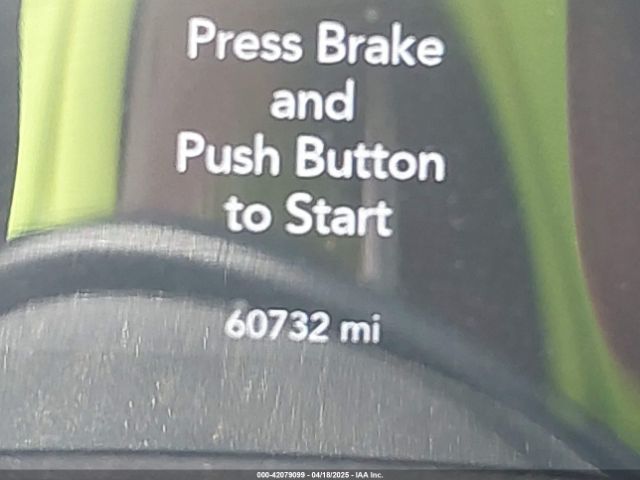 Press Brake
and
Push Button
to Start
60732 mi
000-42079099 - 04/18/2025 - IAA Inc.